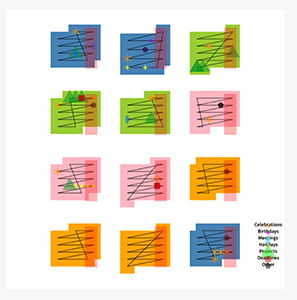 Celebrations
Birthdays
Meetings
Holidays
Projects
Deadlines
Other